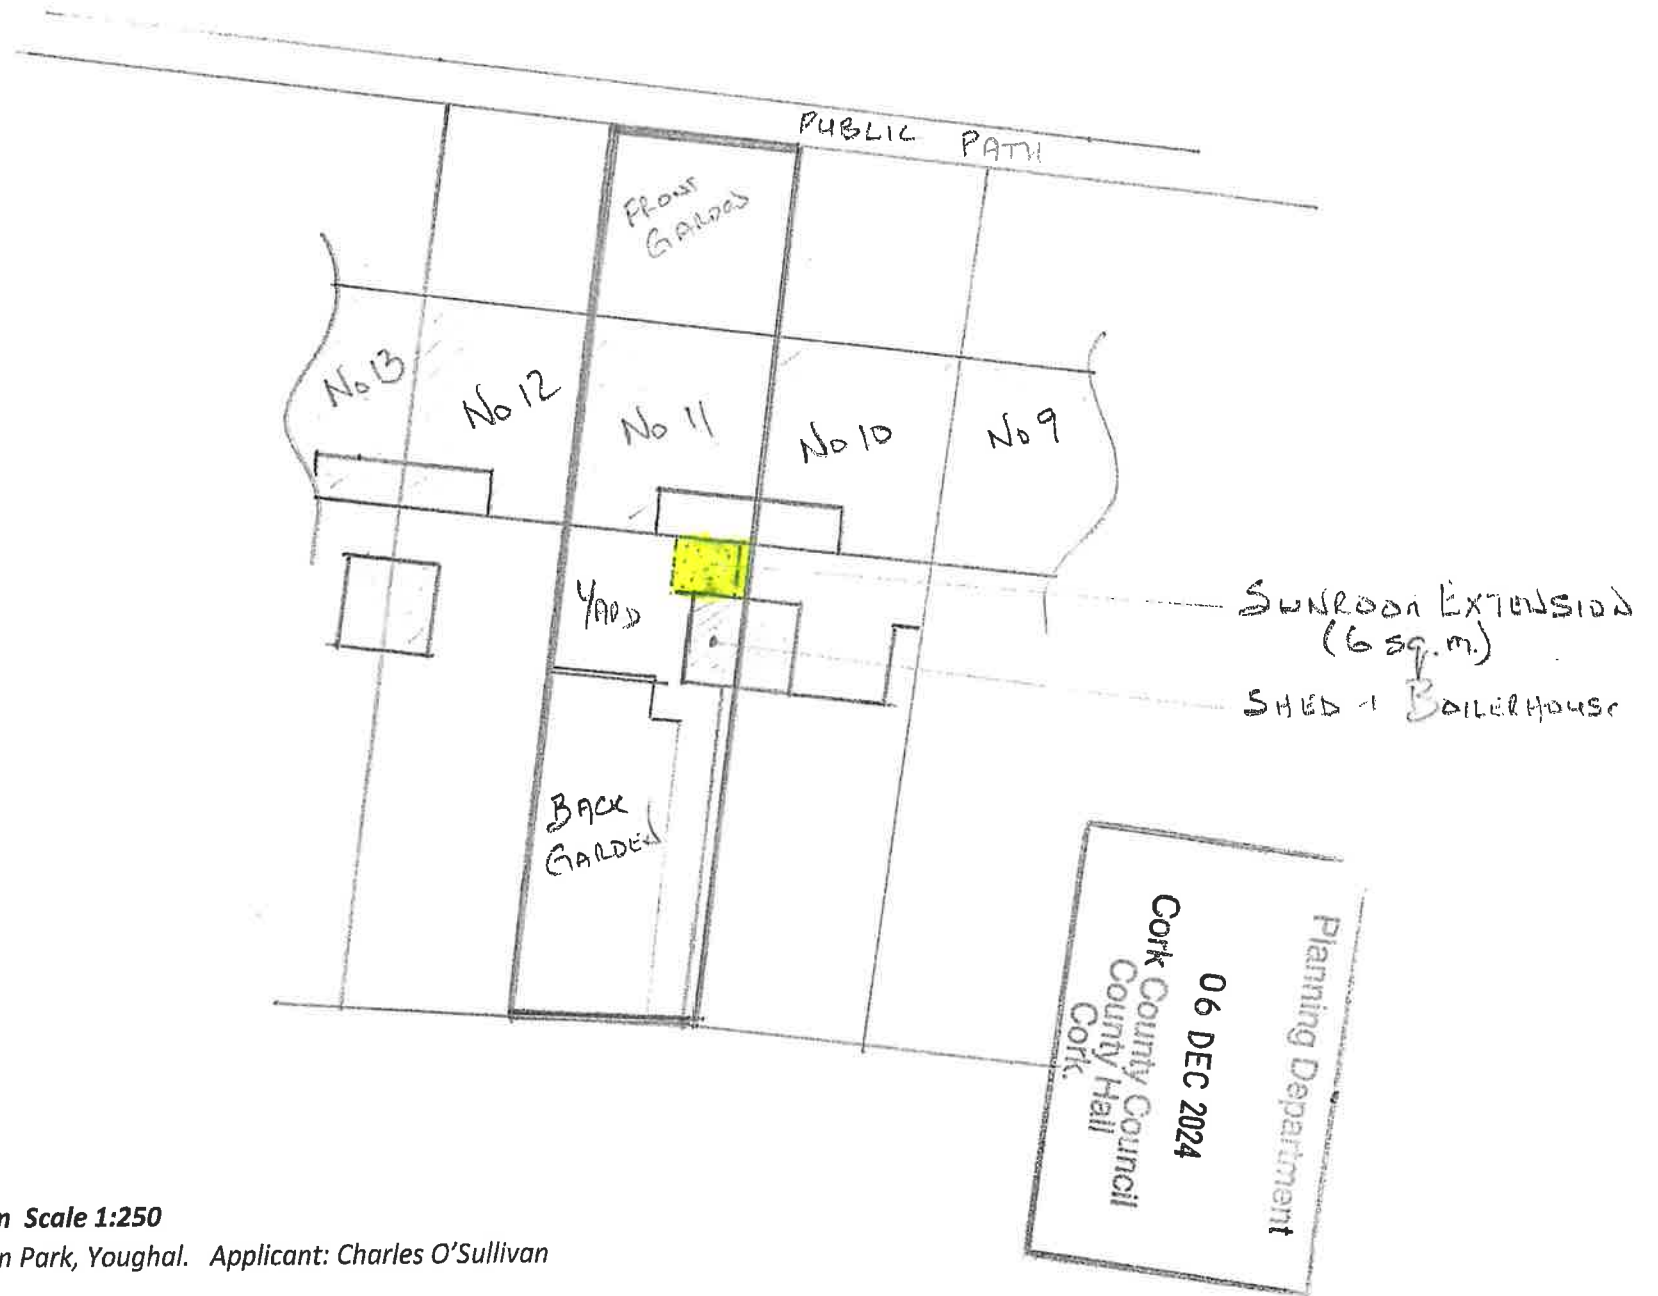 PUBLIC PATH
FRONT
GARDEN
No 13
No 12
No 11
No 10
No 9
YARD
SUNROOM EXTENSION
(6 sq.m.)
SHED & BOILERHOUSE
BACK
GARDEN
Planning Department
06 DEC 2024
Cork County Council
County Hall
Cork.
n Scale 1:250
n Park, Youghal. Applicant: Charles O'Sullivan